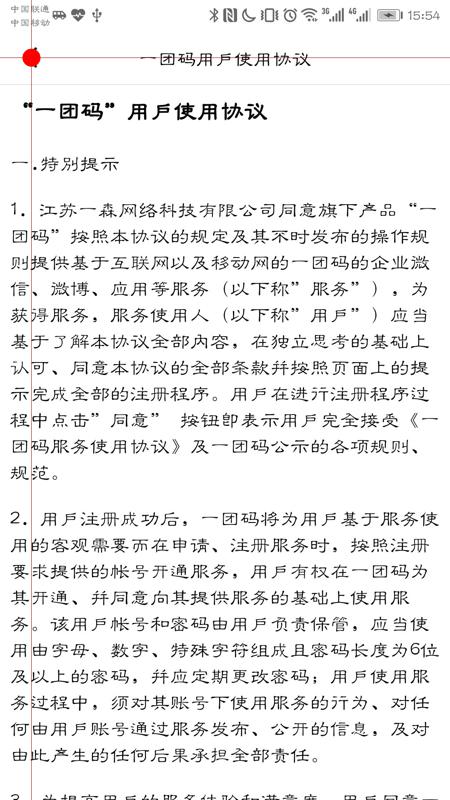 中国联通
中国移动
3G
4G
15:54
一团码用户使用协议
“一团码”用户使用协议
一.特别提示
1. 江苏一森网络科技有限公司同意旗下产品“一
团码”按照本协议的规定及其不时发布的操作规
则提供基于互联网以及移动网的一团码的企业微
信、微博、应用等服务（以下称”服务”），为
获得服务，服务使用人（以下称”用户”）应当
基于了解本协议全部内容，在独立思考的基础上
认可、同意本协议的全部条款并按照页面上的提
示完成全部的注册程序。用户在进行注册程序过
程中点击”同意” 按钮即表示用户完全接受《一
团码服务使用协议》及一团码公示的各项规则、
规范。
2. 用户注册成功后，一团码将为用户基于服务使
用的客观需要而在申请、注册服务时，按照注册
要求提供的帐号开通服务，用户有权在一团码为
其开通、并同意向其提供服务的基础上使用服
务。该用户帐号和密码由用户负责保管，应当使
用由字母、数字、特殊字符组成且密码长度为6位
及以上的密码，并应定期更改密码；用户使用服
务过程中，须对其账号下使用服务的行为、对任
何由用户账号通过服务发布、公开的信息，及对
由此产生的任何后果承担全部责任。
3. 为提高用户的服务体验和满意度，用户同意一